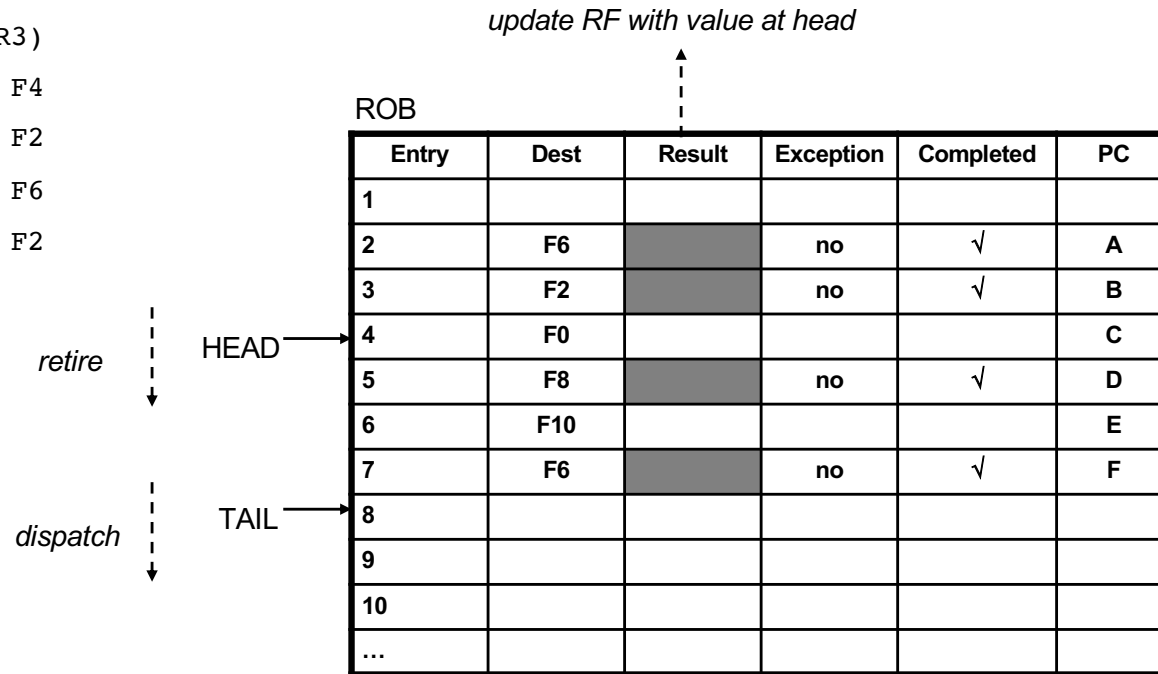 update RF with value at head
R3)
F4
F2
F6
F2
ROB
Entry Dest Result Exception Completed PC
1
2 F6 no √ A
3 F2 no √ B
HEAD 4 F0 C
retire
5 F8 no √ D
6 F10 E
7 F6 no √ F
TAIL 8
dispatch
9
10
…